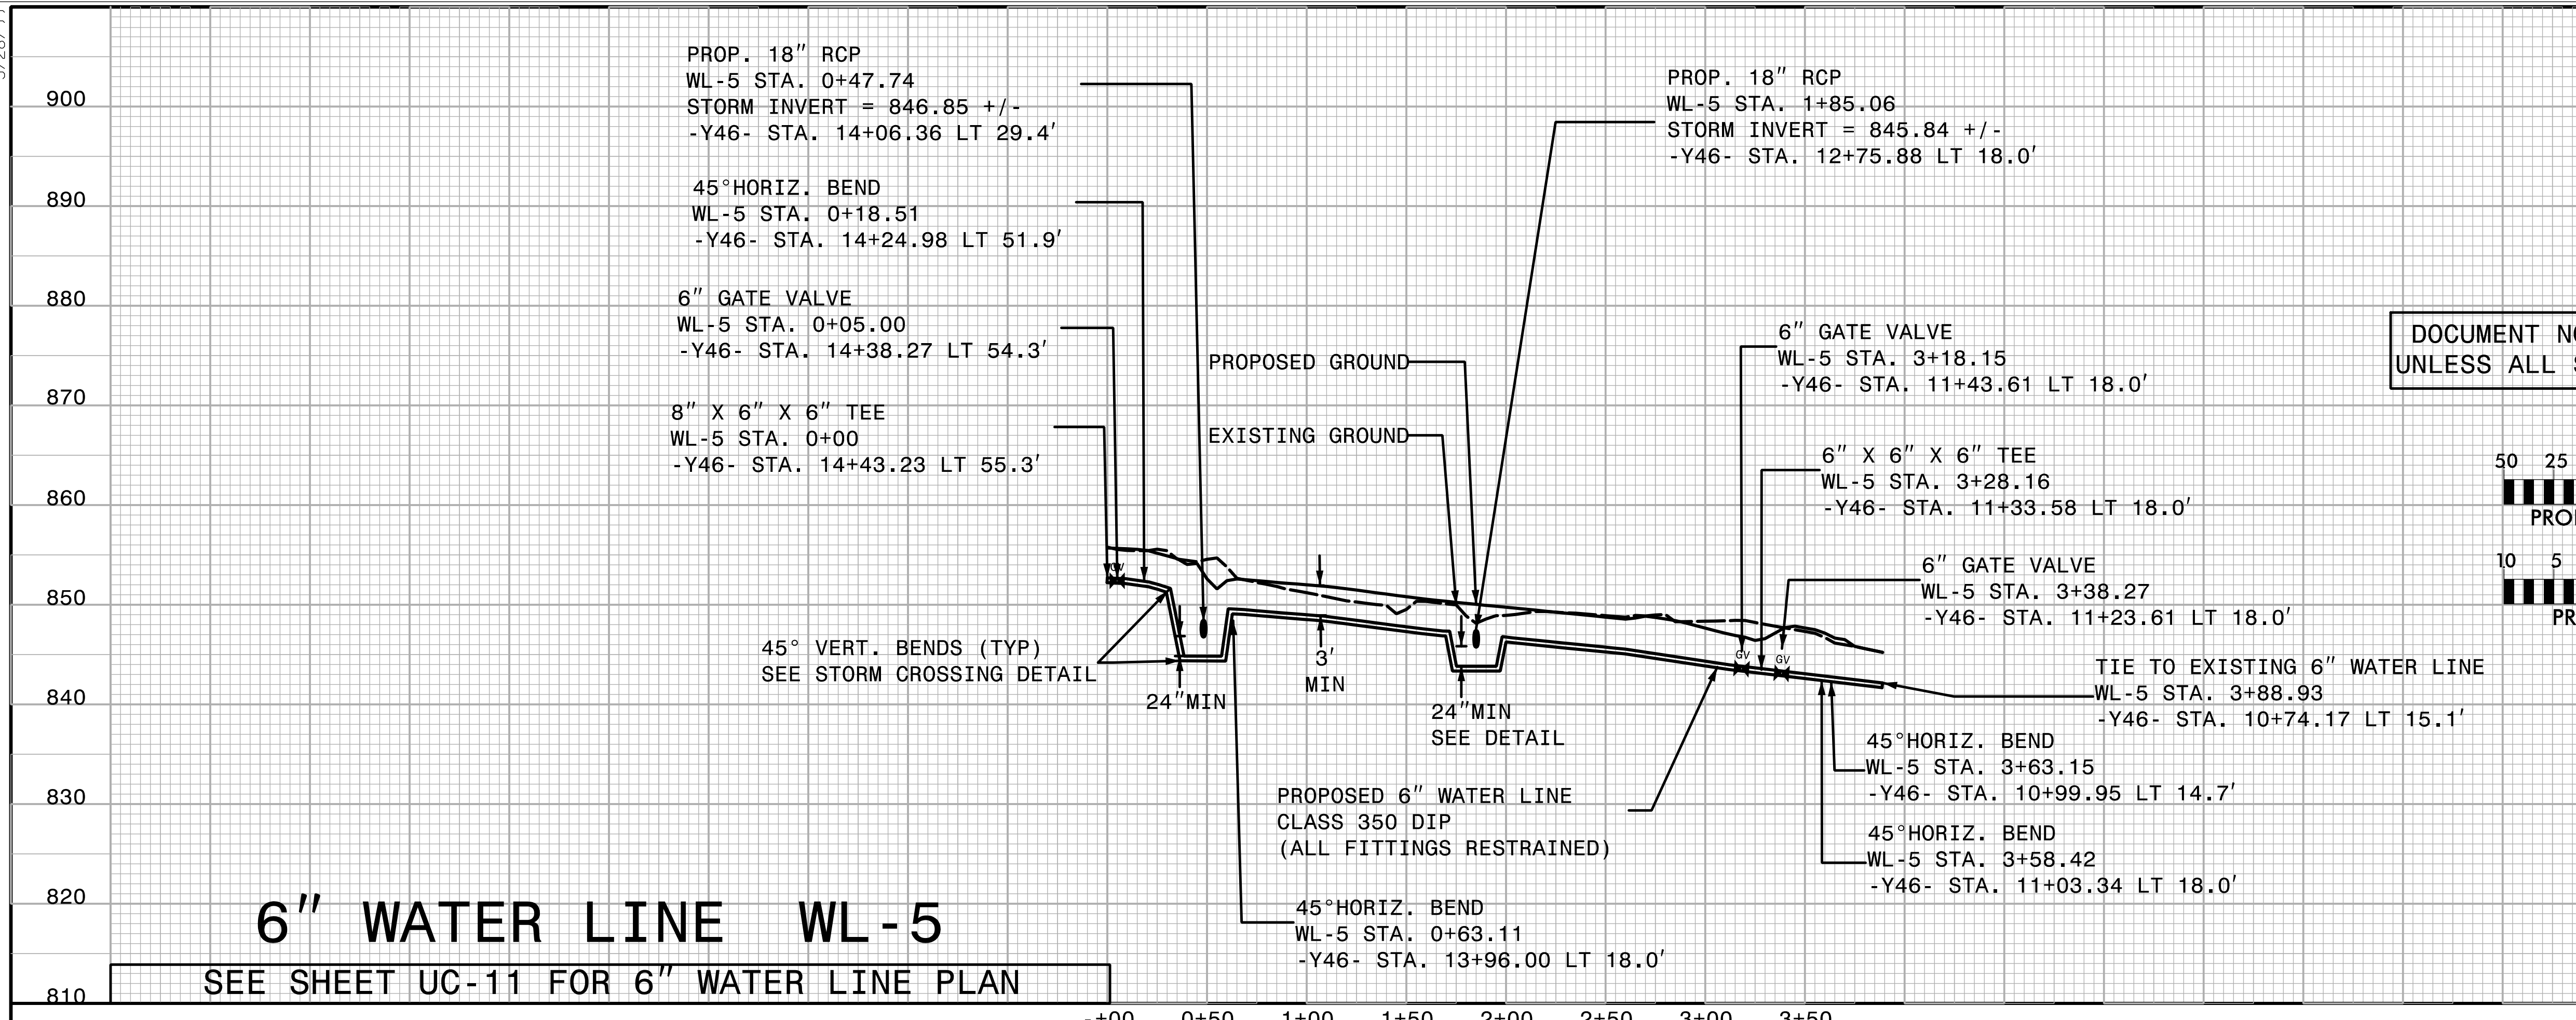 PROP. 18" RCP
WL-5 STA. 0+47.74
STORM INVERT = 846.85 +/-
-Y46- STA. 14+06.36 LT 29.4'
45°HORIZ. BEND
WL-5 STA. 0+18.51
-Y46- STA. 14+24.98 LT 51.9'
6" GATE VALVE
WL-5 STA. 0+05.00
-Y46- STA. 14+38.27 LT 54.3'
8" X 6" X 6" TEE
WL-5 STA. 0+00
-Y46- STA. 14+43.23 LT 55.3'
PROP. 18" RCP
WL-5 STA. 1+85.06
STORM INVERT = 845.84 +/-
-Y46- STA. 12+75.88 LT 18.0'
PROPOSED GROUND
EXISTING GROUND
6" GATE VALVE
WL-5 STA. 3+18.15
-Y46- STA. 11+43.61 LT 18.0'
6" X 6" X 6" TEE
WL-5 STA. 3+28.16
-Y46- STA. 11+33.58 LT 18.0'
6" GATE VALVE
WL-5 STA. 3+38.27
-Y46- STA. 11+23.61 LT 18.0'
TIE TO EXISTING 6" WATER LINE
WL-5 STA. 3+88.93
-Y46- STA. 10+74.17 LT 15.1'
45°HORIZ. BEND
WL-5 STA. 3+63.15
-Y46- STA. 10+99.95 LT 14.7'
45°HORIZ. BEND
WL-5 STA. 3+58.42
-Y46- STA. 11+03.34 LT 18.0'
GV
GV
GV
45° VERT. BENDS (TYP)
SEE STORM CROSSING DETAIL
24"MIN
3'
MIN
24"MIN
SEE DETAIL
PROPOSED 6" WATER LINE
CLASS 350 DIP
(ALL FITTINGS RESTRAINED)
45°HORIZ. BEND
WL-5 STA. 0+63.11
-Y46- STA. 13+96.00 LT 18.0'
DOCUMENT N
UNLESS ALL
50 25
PRO
10 5
P
900
890
880
870
860
850
840
830
820
810
6" WATER LINE WL-5
SEE SHEET UC-11 FOR 6" WATER LINE PLAN
+00 0+50 1+00 1+50 2+00 2+50 3+00 3+50